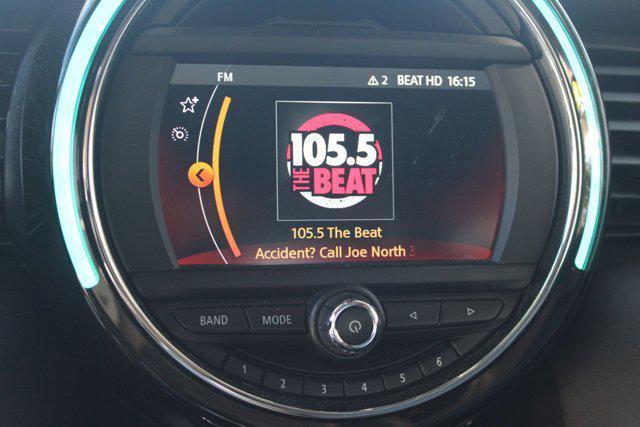 FM 2 BEAT HD 16:15
105.5
THE BEAT
105.5 The Beat
Accident? Call Joe North 3
BAND MODE
1 2 3 4 5 6